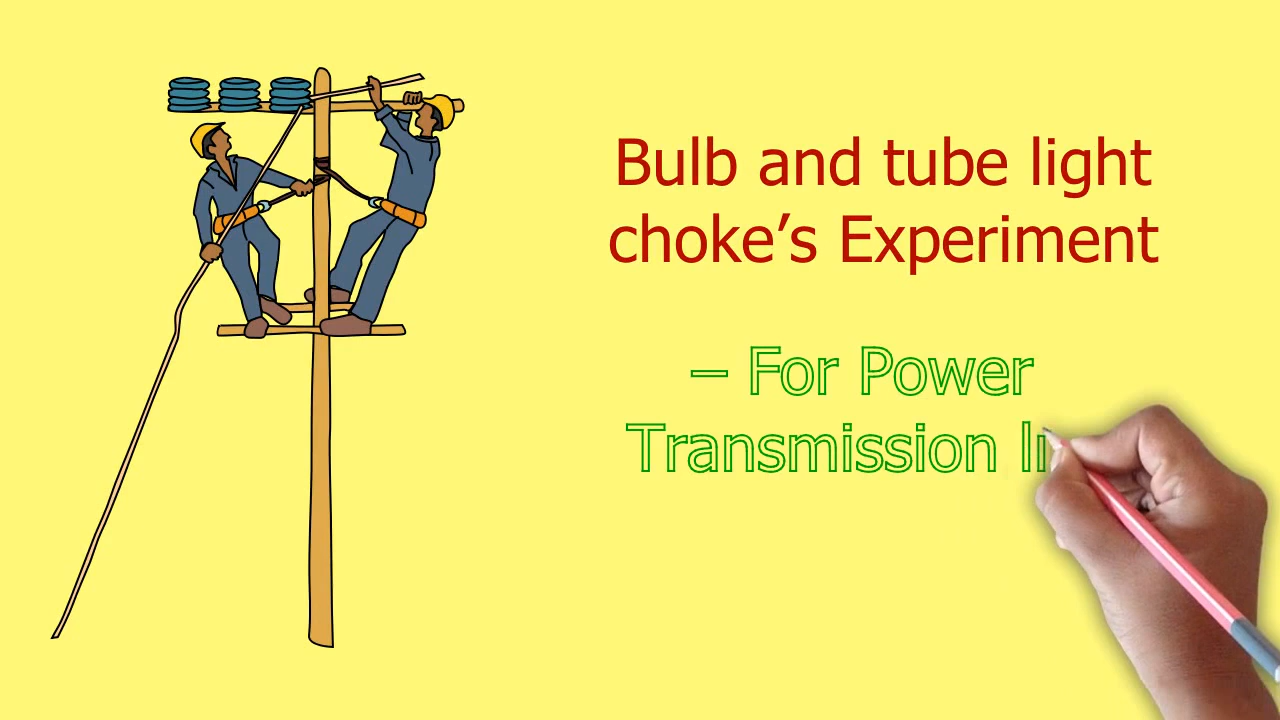 Bulb and tube light
choke’s Experiment
– For Power
Transmission